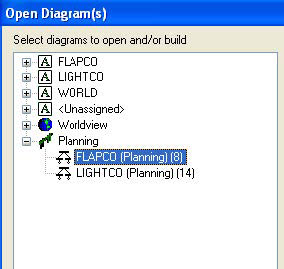 Open Diagram(s)
Select diagrams to open and/or build
A FLAPCO
A LIGHTCO
A WORLD
A <Unassigned>
Worldview
Planning
FLAPCO (Planning) (8)
LIGHTCO (Planning) (14)